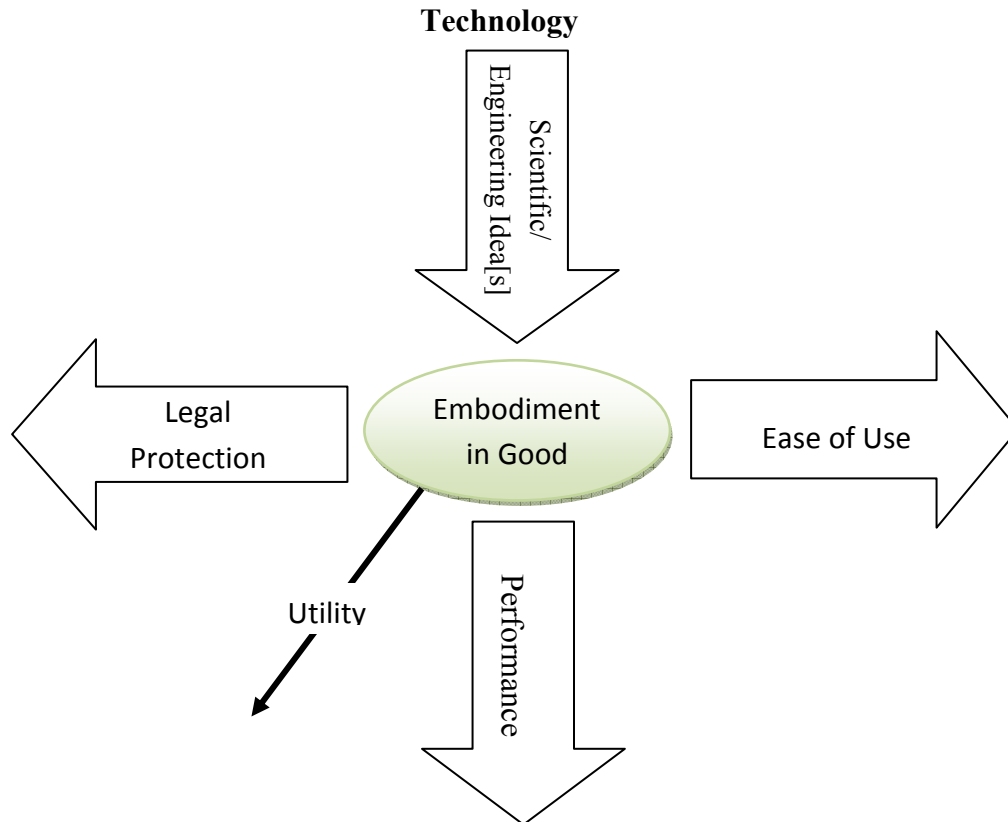 Technology
Scientific/
Engineering Idea[s]
Legal
Protection
Embodiment
in Good
Ease of Use
Utility
Performance